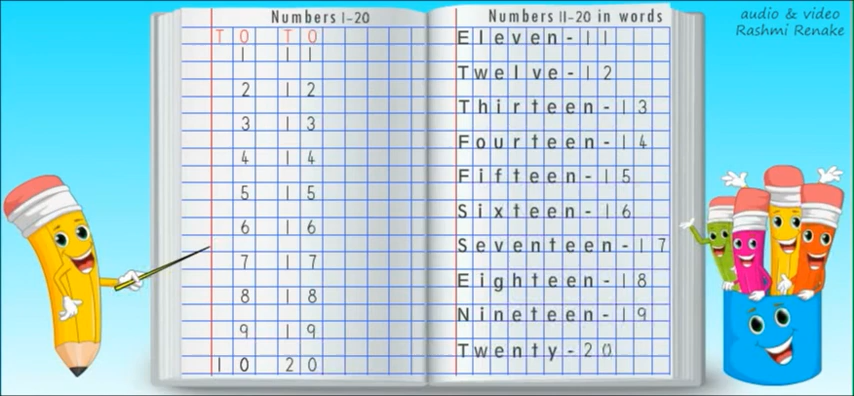 Numbers 1-20
T O T O
1 11
2 12
3 13
4 14
5 15
6 16
7 17
8 18
9 19
10 20
Numbers 11-20 in words
Eleven-11
Twelve-12
Thirteen-13
Fourteen-14
Fifteen-15
Sixteen-16
Seventeen-17
Eighteen-18
Nineteen-19
Twenty-20
audio & video
Rashmi Renake